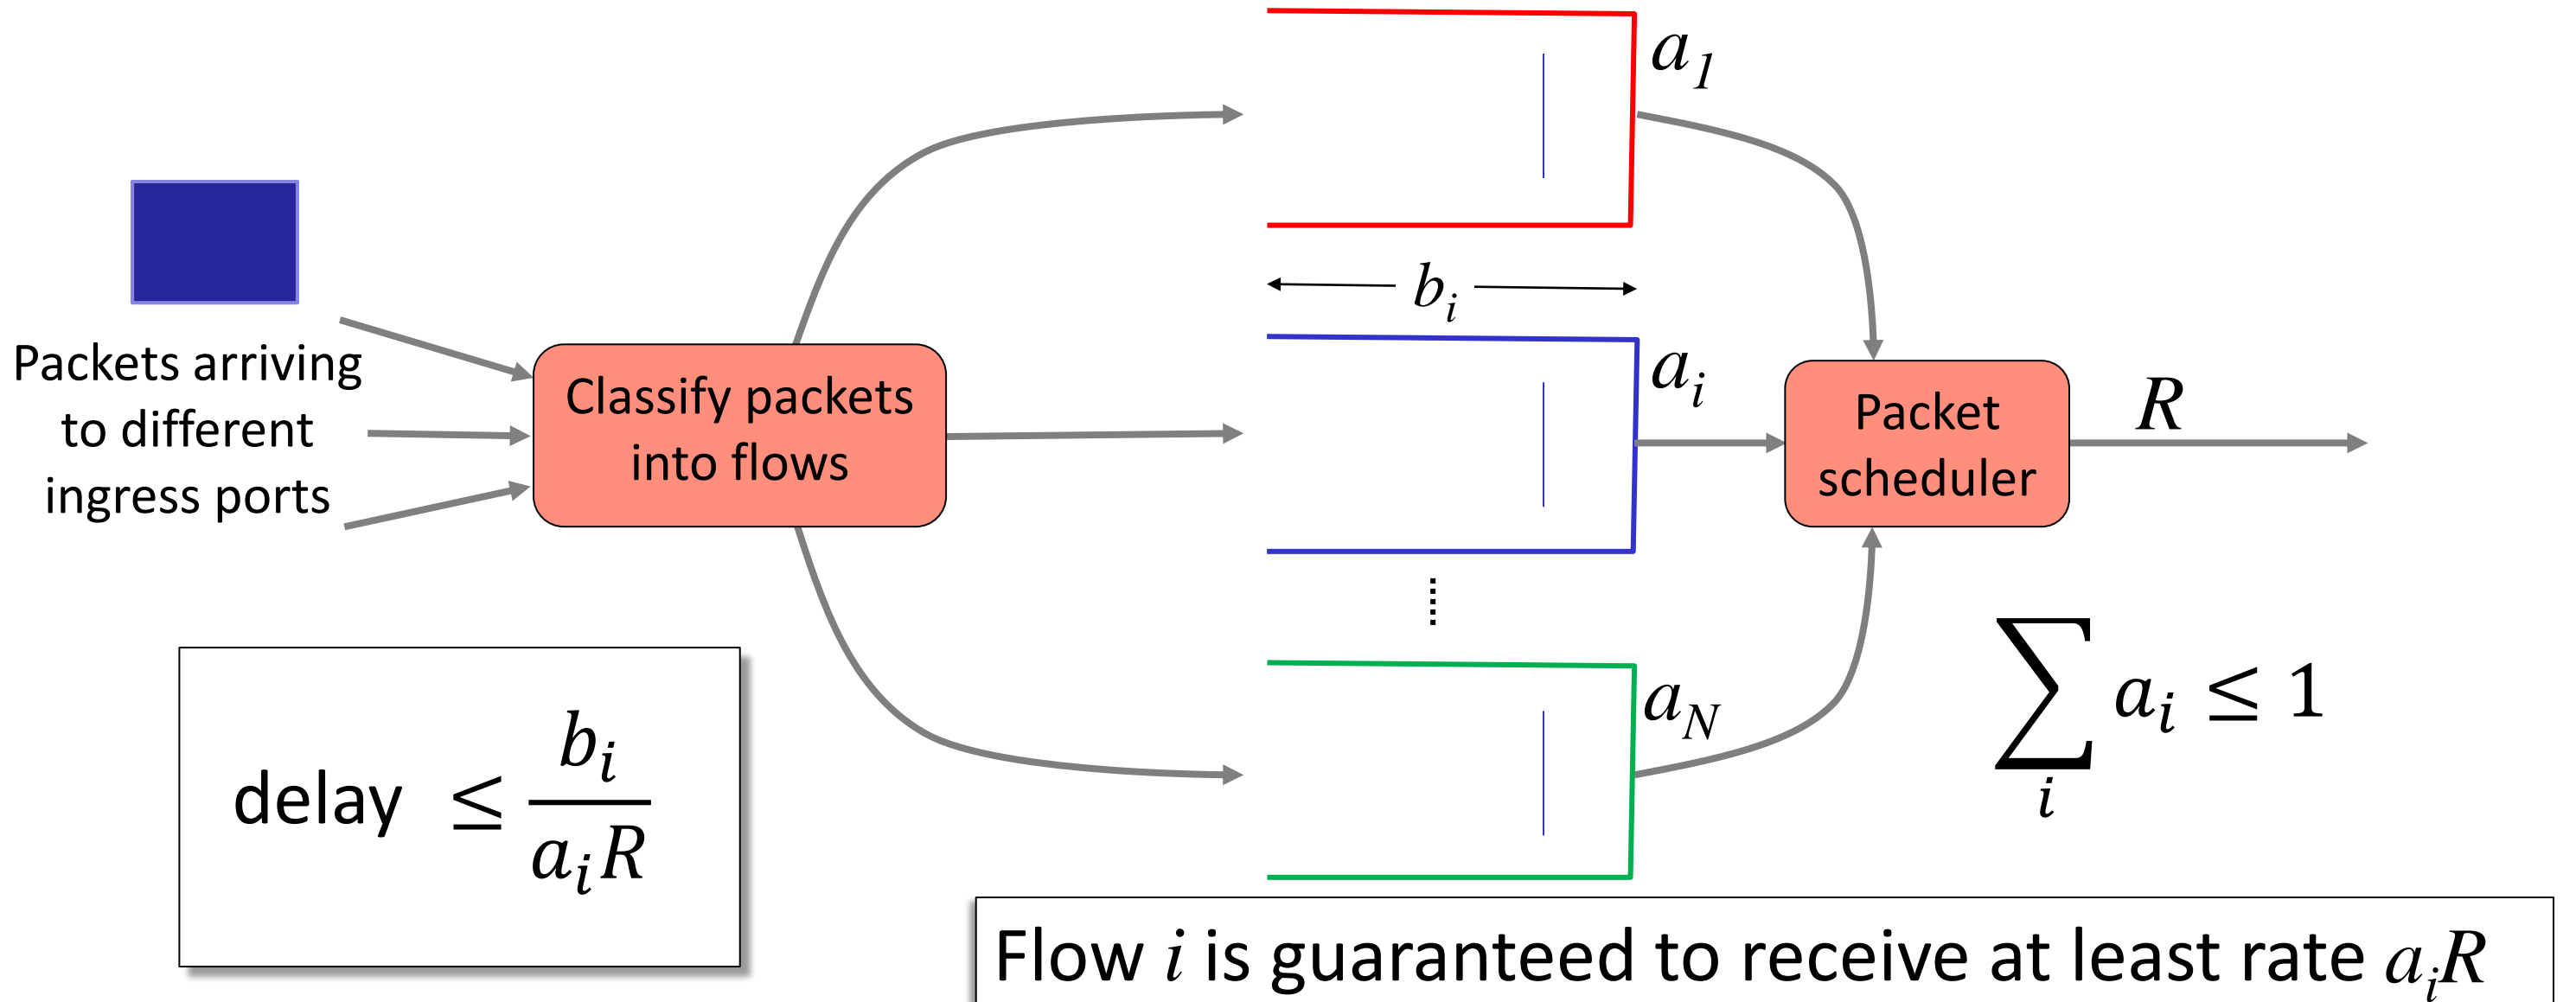 a₁
Packets arriving
to different
ingress ports
Classify packets
into flows
bᵢ
aᵢ
Packet
scheduler
R
a_N
∑ᵢ aᵢ ≤ 1
delay ≤ bᵢ / aᵢR
Flow i is guaranteed to receive at least rate aᵢR